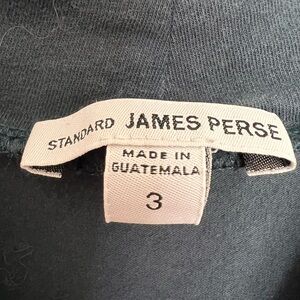 STANDARD JAMES PERSE
MADE IN
GUATEMALA
3